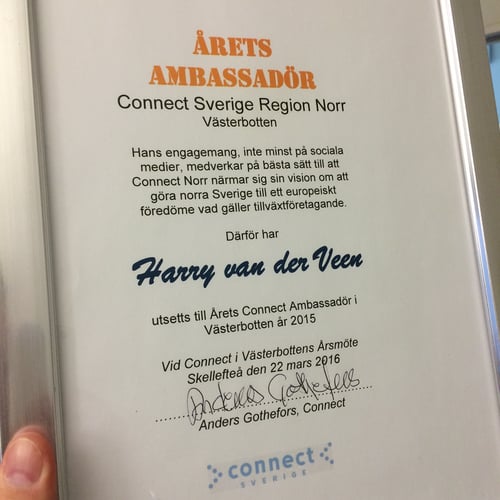 ÅRETS
AMBASSADÖR
Connect Sverige Region Norr
Västerbotten
Hans engagemang, inte minst på sociala
medier, medverkar på bästa sätt till att
Connect Norr närmar sig sin vision om att
göra norra Sverige till ett europeiskt
föredöme vad gäller tillväxtföretagande.
Därför har
Harry van der Veen
utsetts till Årets Connect Ambassadör i
Västerbotten år 2015
Vid Connect i Västerbottens Årsmöte
Skellefteå den 22 mars 2016
Anders Gothefors
Anders Gothefors, Connect
connect
SVERIGE